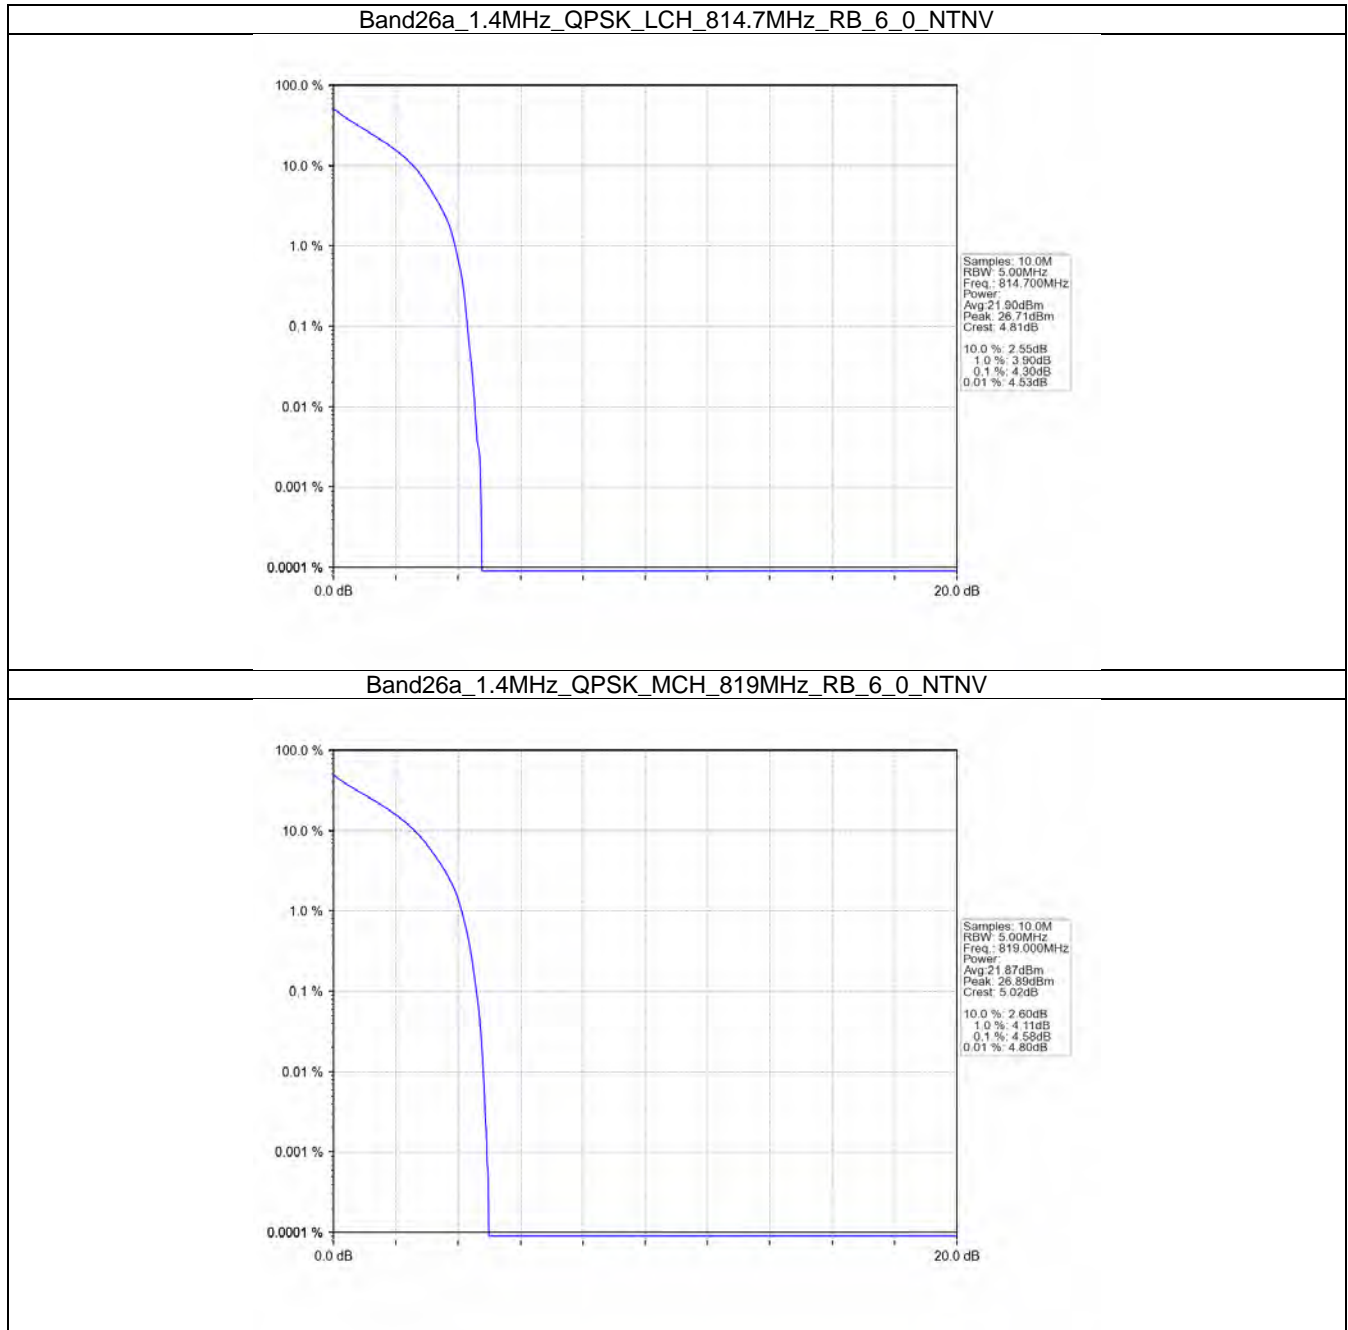 Band26a_1.4MHz_QPSK_LCH_814.7MHz_RB_6_0_NTNV
100.0 %
10.0 %
1.0 %
0.1 %
0.01 %
0.001 %
0.0001 %
0.0 dB
20.0 dB
Samples: 10.0M
RBW: 5.00MHz
Freq.: 814.700MHz
Power:
Avg:21.90dBm
Peak: 26.71dBm
Crest: 4.81dB
10.0 %: 2.55dB
1.0 %: 3.90dB
0.1 %: 4.30dB
0.01 %: 4.53dB
Band26a_1.4MHz_QPSK_MCH_819MHz_RB_6_0_NTNV
100.0 %
10.0 %
1.0 %
0.1 %
0.01 %
0.001 %
0.0001 %
0.0 dB
20.0 dB
Samples: 10.0M
RBW: 5.00MHz
Freq.: 819.000MHz
Power:
Avg:21.87dBm
Peak: 26.89dBm
Crest: 5.02dB
10.0 %: 2.60dB
1.0 %: 4.11dB
0.1 %: 4.58dB
0.01 %: 4.80dB